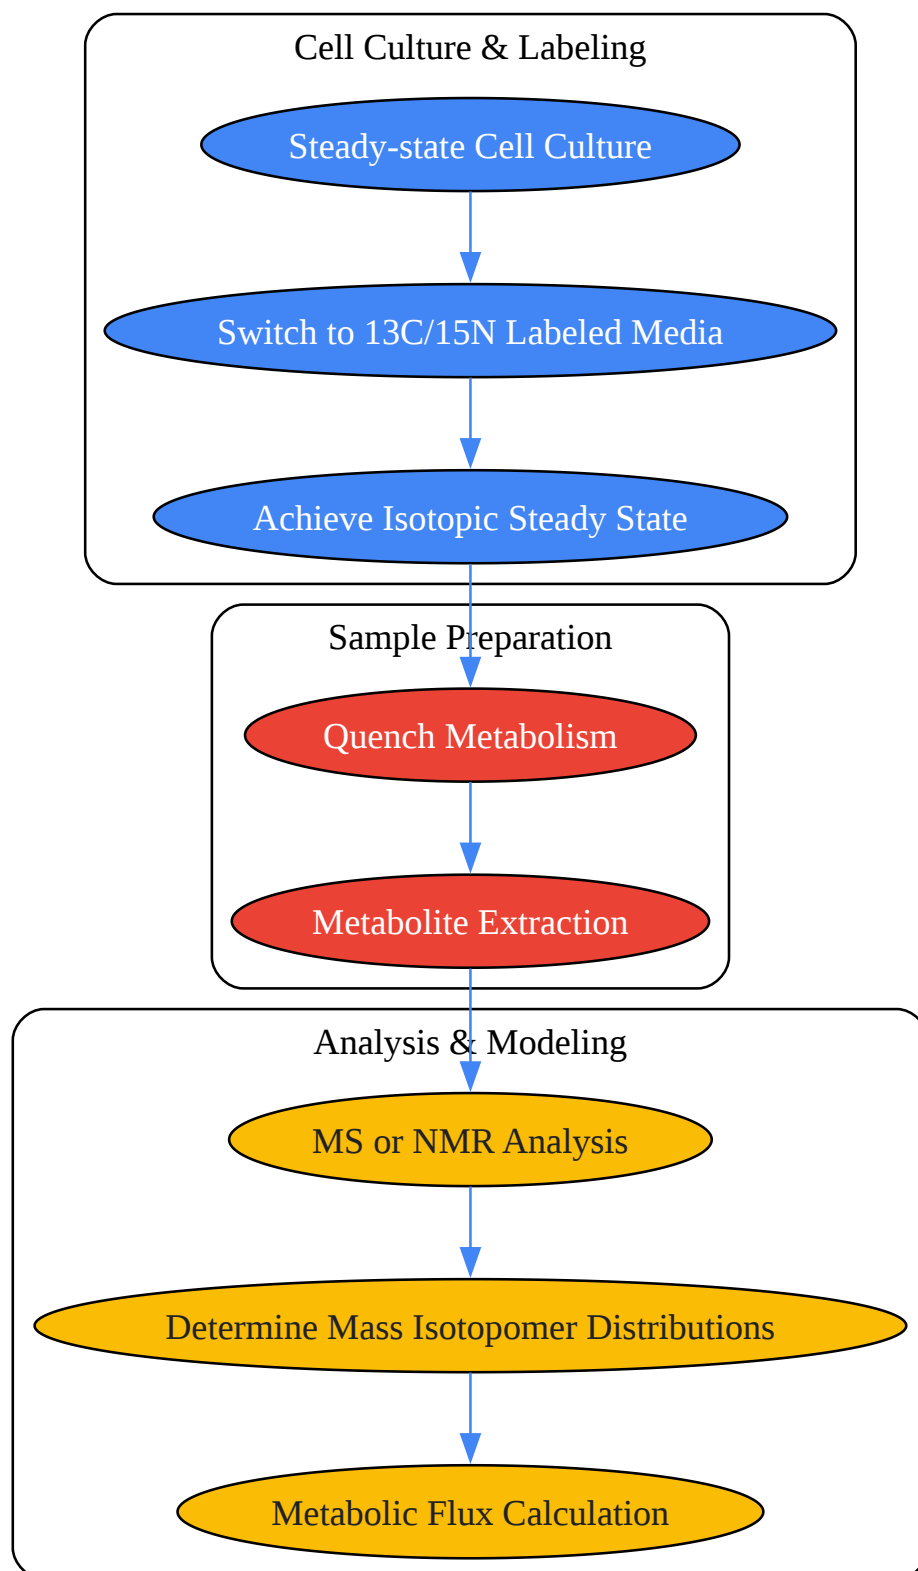 Cell Culture & Labeling
Steady-state Cell Culture
Switch to 13C/15N Labeled Media
Achieve Isotopic Steady State
Sample Preparation
Quench Metabolism
Metabolite Extraction
Analysis & Modeling
MS or NMR Analysis
Determine Mass Isotopomer Distributions
Metabolic Flux Calculation